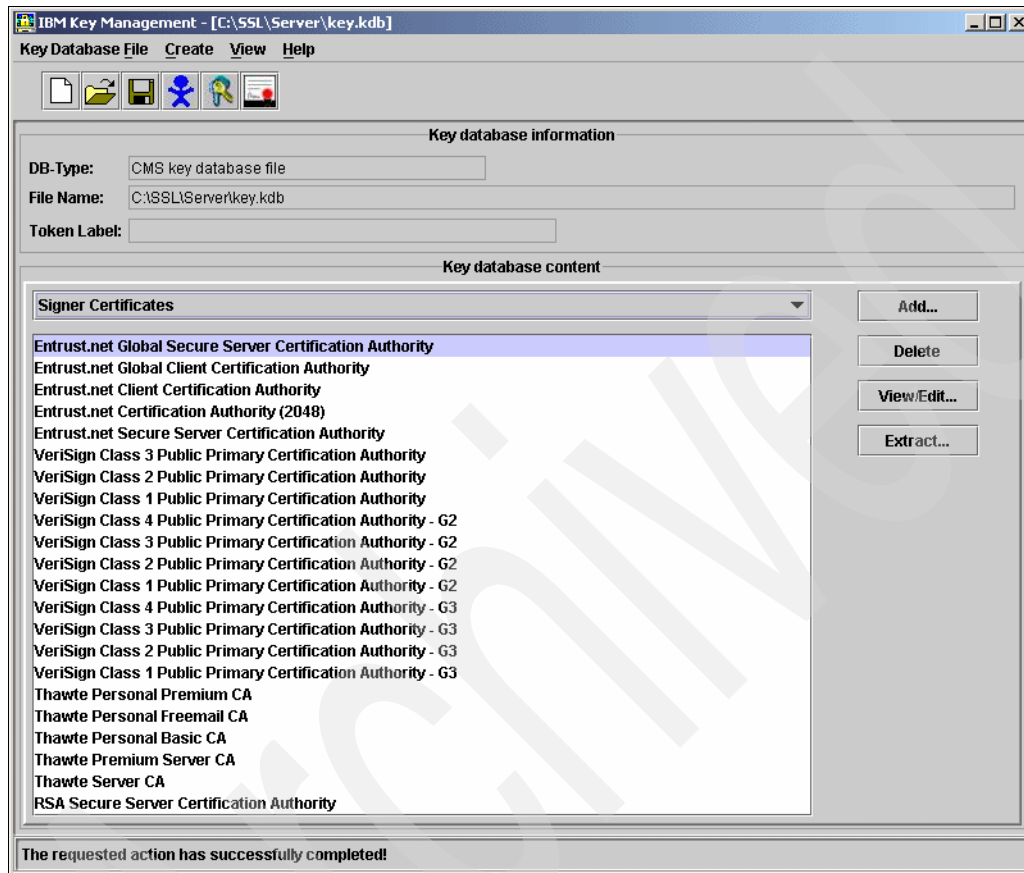 IBM Key Management - [C:\SSL\Server\key.kdb]
Key Database File Create View Help
Key database information
DB-Type: CMS key database file
File Name: C:\SSL\Server\key.kdb
Token Label:
Key database content
Signer Certificates
Add...
Entrust.net Global Secure Server Certification Authority
Delete
Entrust.net Global Client Certification Authority
Entrust.net Client Certification Authority
View/Edit...
Entrust.net Certification Authority (2048)
Entrust.net Secure Server Certification Authority
Extract...
VeriSign Class 3 Public Primary Certification Authority
VeriSign Class 2 Public Primary Certification Authority
VeriSign Class 1 Public Primary Certification Authority
VeriSign Class 4 Public Primary Certification Authority - G2
VeriSign Class 3 Public Primary Certification Authority - G2
VeriSign Class 2 Public Primary Certification Authority - G2
VeriSign Class 1 Public Primary Certification Authority - G2
VeriSign Class 4 Public Primary Certification Authority - G3
VeriSign Class 3 Public Primary Certification Authority - G3
VeriSign Class 2 Public Primary Certification Authority - G3
VeriSign Class 1 Public Primary Certification Authority - G3
Thawte Personal Premium CA
Thawte Personal Freemail CA
Thawte Personal Basic CA
Thawte Premium Server CA
Thawte Server CA
RSA Secure Server Certification Authority
The requested action has successfully completed!